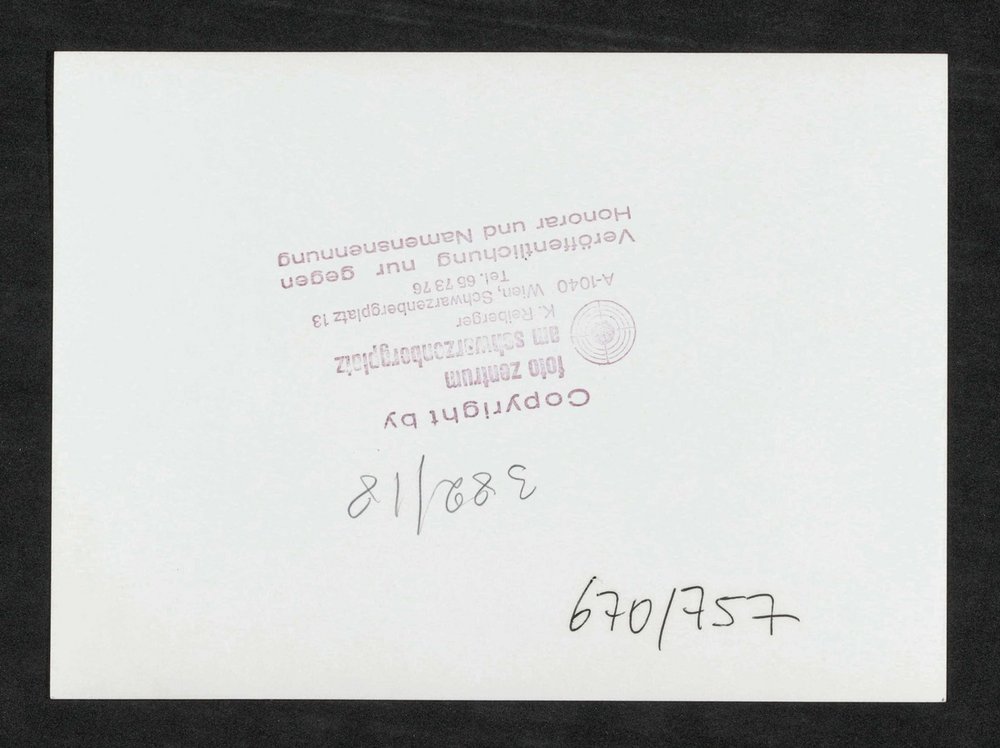 382/18
Copyright by
foto zentrum
am schwarzenbergplatz
K. Reiberger
A-1040 Wien, Schwarzenbergplatz 13
Tel. 65 73 76
Veröffentlichung nur gegen
Honorar und Namensnennung
670/757